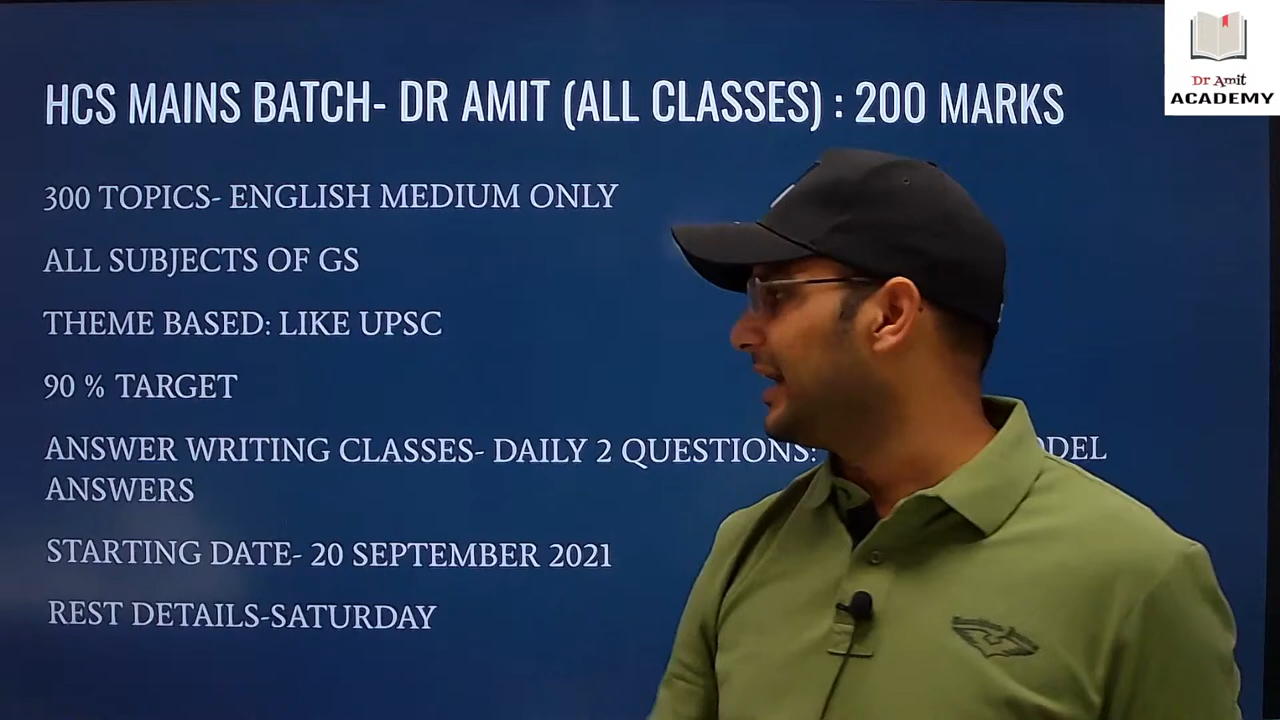 Dr Amit
ACADEMY
HCS MAINS BATCH- DR AMIT (ALL CLASSES) : 200 MARKS
300 TOPICS- ENGLISH MEDIUM ONLY
ALL SUBJECTS OF GS
THEME BASED: LIKE UPSC
90 % TARGET
ANSWER WRITING CLASSES- DAILY 2 QUESTIONS:
ANSWERS
STARTING DATE- 20 SEPTEMBER 2021
REST DETAILS-SATURDAY